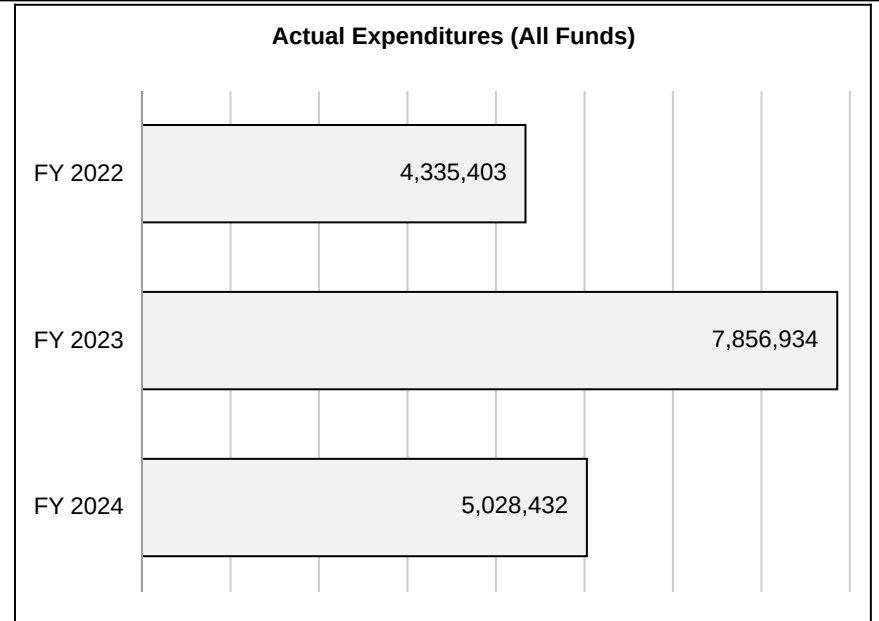 Actual Expenditures (All Funds)
FY 2022 4,335,403
FY 2023 7,856,934
FY 2024 5,028,432